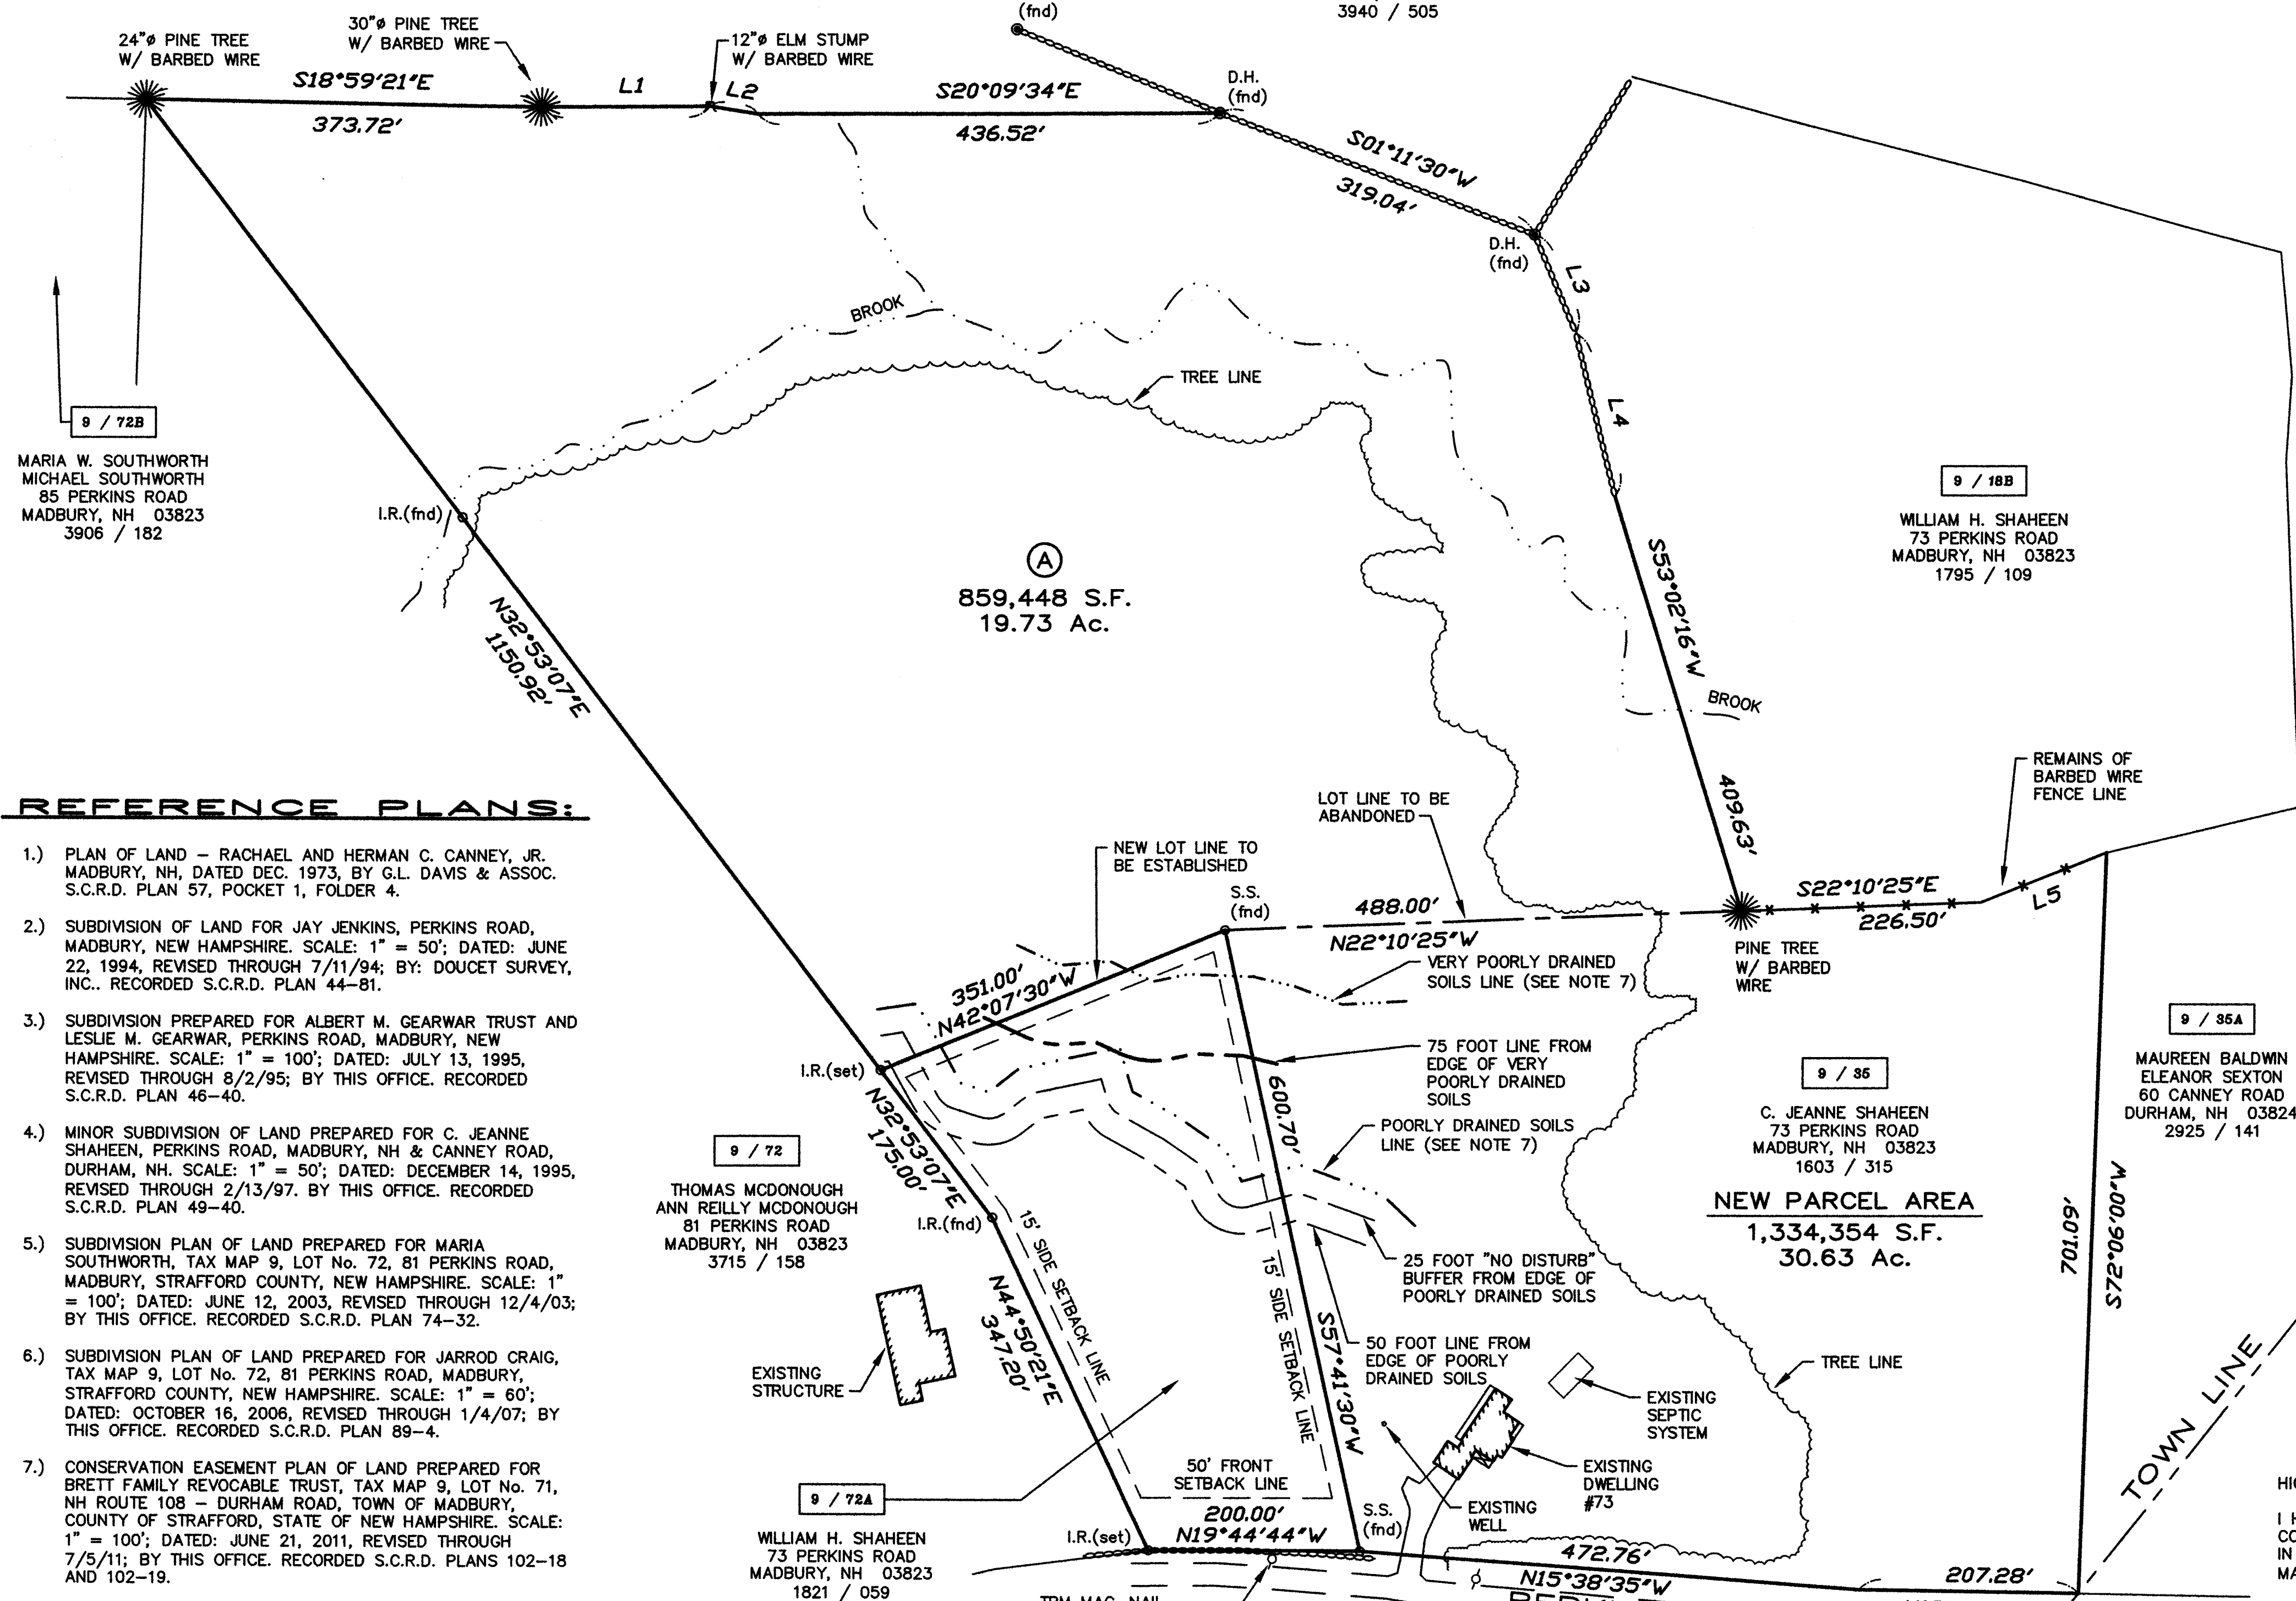 (fnd)
3940 / 505
24"ø PINE TREE
W/ BARBED WIRE
30"ø PINE TREE
W/ BARBED WIRE
12"ø ELM STUMP
W/ BARBED WIRE
S18°59'21"E
373.72'
L1
L2
S20°09'34"E
436.52'
D.H.
(fnd)
S01°11'30"W
319.04'
D.H.
(fnd)
L3
L4
BROOK
TREE LINE
9 / 72B
MARIA W. SOUTHWORTH
MICHAEL SOUTHWORTH
85 PERKINS ROAD
MADBURY, NH 03823
3906 / 182
I.R.(fnd)
N32°53'07"E
1150.92'
A
859,448 S.F.
19.73 Ac.
9 / 18B
WILLIAM H. SHAHEEN
73 PERKINS ROAD
MADBURY, NH 03823
1795 / 109
S53°02'16"W
409.63'
BROOK
REMAINS OF
BARBED WIRE
FENCE LINE
LOT LINE TO BE
ABANDONED
NEW LOT LINE TO
BE ESTABLISHED
S.S.
(fnd)
488.00'
N22°10'25"W
S22°10'25"E
226.50'
L5
PINE TREE
W/ BARBED
WIRE
REFERENCE PLANS:
1.) PLAN OF LAND – RACHAEL AND HERMAN C. CANNEY, JR.
MADBURY, NH, DATED DEC. 1973, BY G.L. DAVIS & ASSOC.
S.C.R.D. PLAN 57, POCKET 1, FOLDER 4.
2.) SUBDIVISION OF LAND FOR JAY JENKINS, PERKINS ROAD,
MADBURY, NEW HAMPSHIRE. SCALE: 1" = 50'; DATED: JUNE
22, 1994, REVISED THROUGH 7/11/94; BY: DOUCET SURVEY,
INC.. RECORDED S.C.R.D. PLAN 44–81.
3.) SUBDIVISION PREPARED FOR ALBERT M. GEARWAR TRUST AND
LESLIE M. GEARWAR, PERKINS ROAD, MADBURY, NEW
HAMPSHIRE. SCALE: 1" = 100'; DATED: JULY 13, 1995,
REVISED THROUGH 8/2/95; BY THIS OFFICE. RECORDED
S.C.R.D. PLAN 46–40.
4.) MINOR SUBDIVISION OF LAND PREPARED FOR C. JEANNE
SHAHEEN, PERKINS ROAD, MADBURY, NH & CANNEY ROAD,
DURHAM, NH. SCALE: 1" = 50'; DATED: DECEMBER 14, 1995,
REVISED THROUGH 2/13/97. BY THIS OFFICE. RECORDED
S.C.R.D. PLAN 49–40.
5.) SUBDIVISION PLAN OF LAND PREPARED FOR MARIA
SOUTHWORTH, TAX MAP 9, LOT No. 72, 81 PERKINS ROAD,
MADBURY, STRAFFORD COUNTY, NEW HAMPSHIRE. SCALE: 1"
= 100'; DATED: JUNE 12, 2003, REVISED THROUGH 12/4/03;
BY THIS OFFICE. RECORDED S.C.R.D. PLAN 74–32.
6.) SUBDIVISION PLAN OF LAND PREPARED FOR JARROD CRAIG,
TAX MAP 9, LOT No. 72, 81 PERKINS ROAD, MADBURY,
STRAFFORD COUNTY, NEW HAMPSHIRE. SCALE: 1" = 60';
DATED: OCTOBER 16, 2006, REVISED THROUGH 1/4/07; BY
THIS OFFICE. RECORDED S.C.R.D. PLAN 89–4.
7.) CONSERVATION EASEMENT PLAN OF LAND PREPARED FOR
BRETT FAMILY REVOCABLE TRUST, TAX MAP 9, LOT No. 71,
NH ROUTE 108 – DURHAM ROAD, TOWN OF MADBURY,
COUNTY OF STRAFFORD, STATE OF NEW HAMPSHIRE. SCALE:
1" = 100'; DATED: JUNE 21, 2011, REVISED THROUGH
7/5/11; BY THIS OFFICE. RECORDED S.C.R.D. PLANS 102–18
AND 102–19.
351.00'
N42°07'30"W
VERY POORLY DRAINED
SOILS LINE (SEE NOTE 7)
75 FOOT LINE FROM
EDGE OF VERY
POORLY DRAINED
SOILS
POORLY DRAINED SOILS
LINE (SEE NOTE 7)
25 FOOT "NO DISTURB"
BUFFER FROM EDGE OF
POORLY DRAINED SOILS
50 FOOT LINE FROM
EDGE OF POORLY
DRAINED SOILS
I.R.(set)
N32°53'07"E
175.00'
600.70'
S57°41'30"W
15' SIDE SETBACK LINE
15' SIDE SETBACK LINE
9 / 72
THOMAS MCDONOUGH
ANN REILLY MCDONOUGH
81 PERKINS ROAD
MADBURY, NH 03823
3715 / 158
I.R.(fnd)
N44°50'21"E
347.20'
EXISTING
STRUCTURE
9 / 35
C. JEANNE SHAHEEN
73 PERKINS ROAD
MADBURY, NH 03823
1603 / 315
NEW PARCEL AREA
1,334,354 S.F.
30.63 Ac.
9 / 35A
MAUREEN BALDWIN
ELEANOR SEXTON
60 CANNEY ROAD
DURHAM, NH 03824
2925 / 141
701.09'
S72°06'00"W
TREE LINE
TOWN LINE
EXISTING
SEPTIC
SYSTEM
EXISTING
DWELLING
#73
EXISTING
WELL
9 / 72A
WILLIAM H. SHAHEEN
73 PERKINS ROAD
MADBURY, NH 03823
1821 / 059
50' FRONT
SETBACK LINE
200.00'
N19°44'44"W
I.R.(set)
S.S.
(fnd)
472.76'
N15°38'35"W
207.28'
TBM MAG NAIL
I H
IN